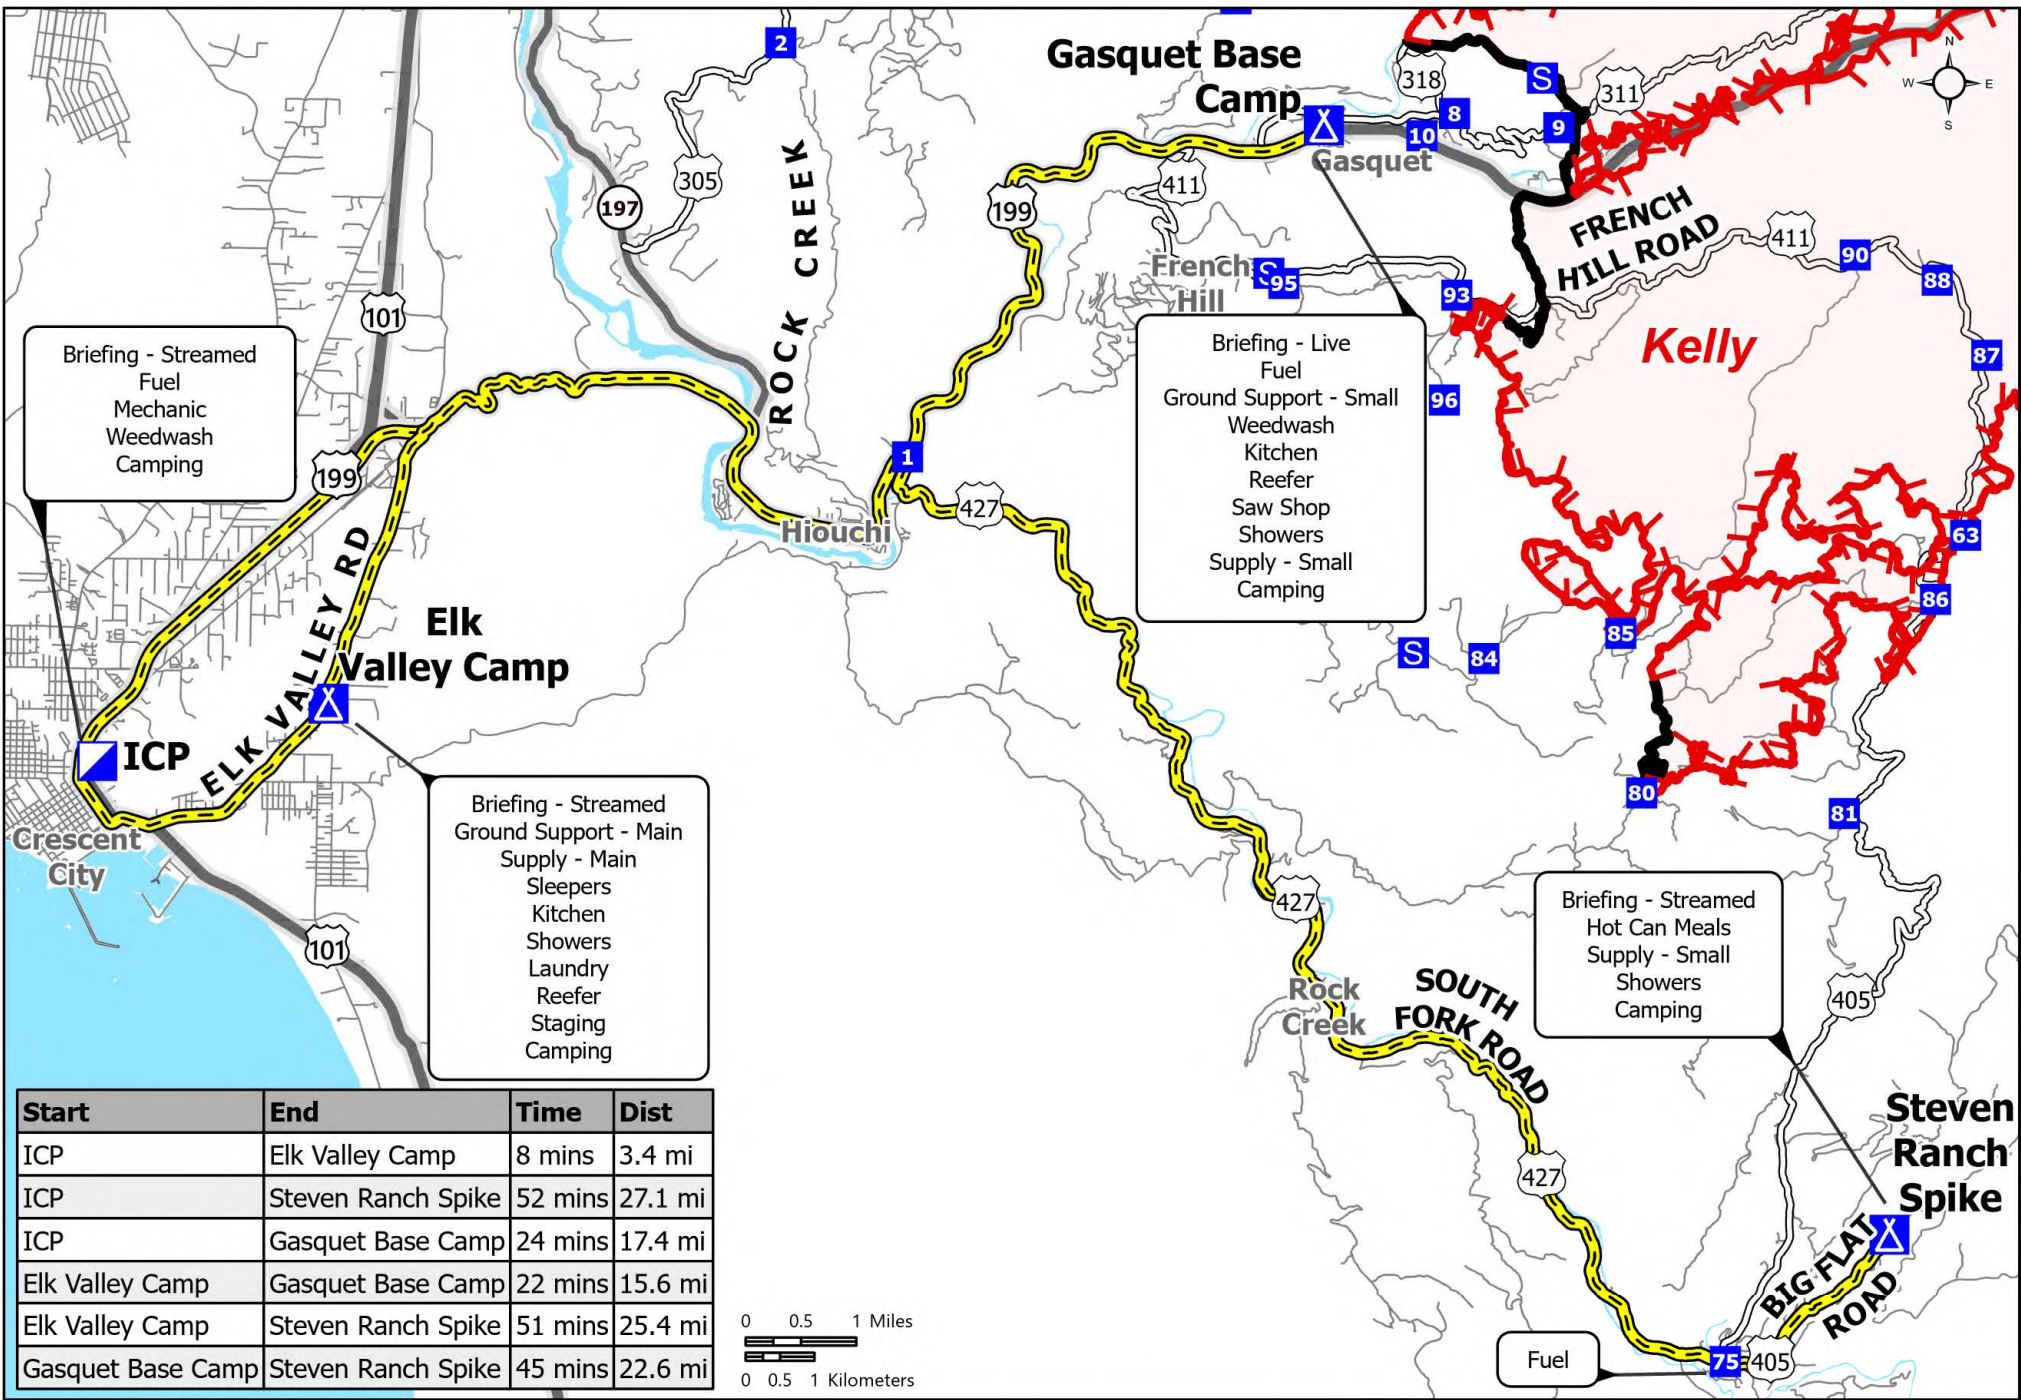 2
Gasquet Base
Camp
318
S
311
N
W E
S
8
10
9
Gasquet
305
197
ROCK CREEK
199
411
FRENCH
HILL ROAD
411
90
88
French
Hill
S
95
93
101
Kelly
87
96
Briefing - Streamed
Fuel
Mechanic
Weedwash
Camping
Briefing - Live
Fuel
Ground Support - Small
Weedwash
Kitchen
Reefer
Saw Shop
Showers
Supply - Small
Camping
199
1
427
Hiouchi
63
86
85
S
84
ELK VALLEY RD
Elk
Valley Camp
ICP
80
81
Crescent
City
101
Briefing - Streamed
Ground Support - Main
Supply - Main
Sleepers
Kitchen
Showers
Laundry
Reefer
Staging
Camping
427
Rock
Creek
SOUTH
FORK ROAD
Briefing - Streamed
Hot Can Meals
Supply - Small
Showers
Camping
405
427
Steven
Ranch
Spike
BIG FLAT
ROAD
75
405
Fuel
Start End Time Dist
ICP Elk Valley Camp 8 mins 3.4 mi
ICP Steven Ranch Spike 52 mins 27.1 mi
ICP Gasquet Base Camp 24 mins 17.4 mi
Elk Valley Camp Gasquet Base Camp 22 mins 15.6 mi
Elk Valley Camp Steven Ranch Spike 51 mins 25.4 mi
Gasquet Base Camp Steven Ranch Spike 45 mins 22.6 mi
0 0.5 1 Miles
0 0.5 1 Kilometers